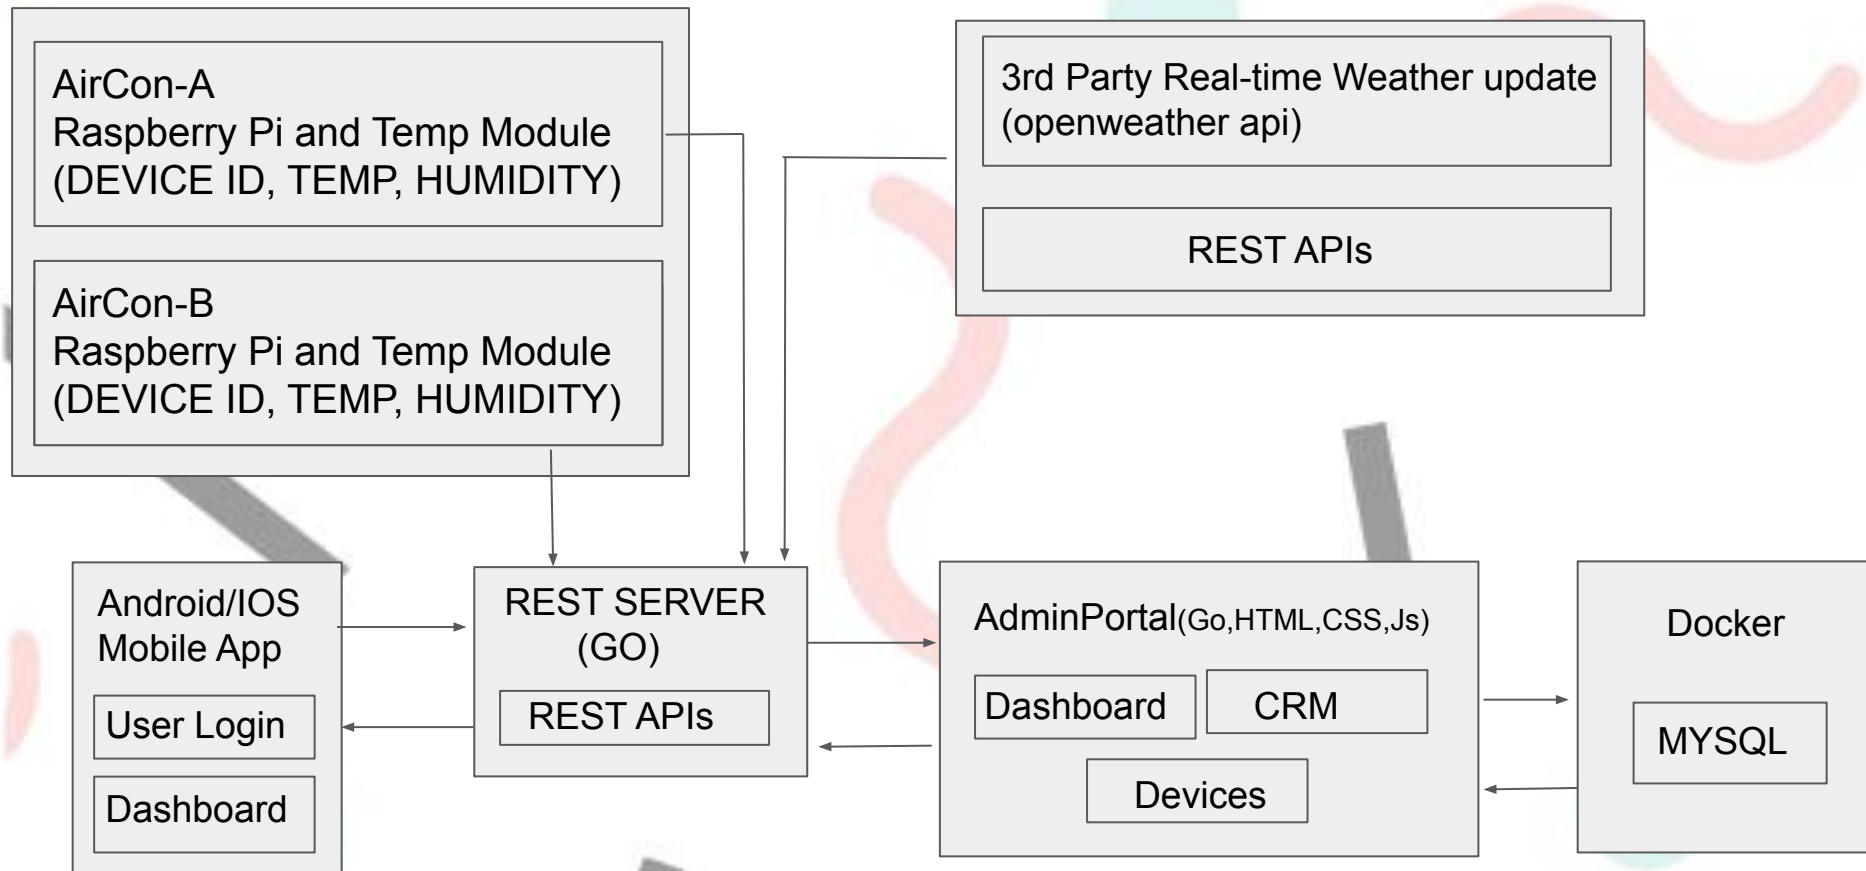 AirCon-A
Raspberry Pi and Temp Module
(DEVICE ID, TEMP, HUMIDITY)
AirCon-B
Raspberry Pi and Temp Module
(DEVICE ID, TEMP, HUMIDITY)
3rd Party Real-time Weather update
(openweather api)
REST APIs
Android/IOS
Mobile App
User Login
Dashboard
REST SERVER
(GO)
REST APIs
AdminPortal(Go,HTML,CSS,Js)
Dashboard
CRM
Devices
Docker
MYSQL